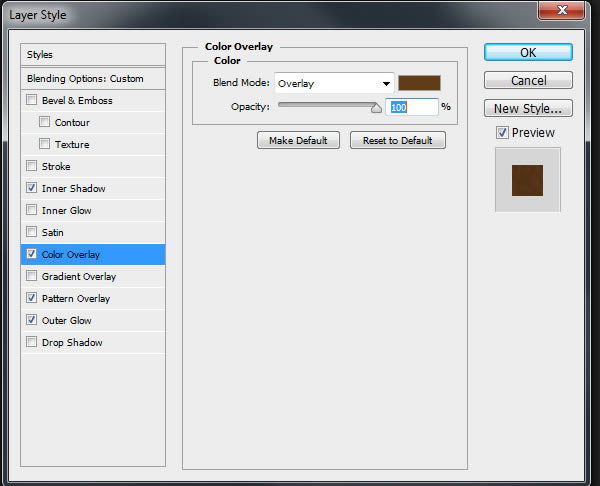 Layer Style
Styles
Blending Options: Custom
Bevel & Emboss
Contour
Texture
Stroke
Inner Shadow
Inner Glow
Satin
Color Overlay
Gradient Overlay
Pattern Overlay
Outer Glow
Drop Shadow
Color Overlay
Color
Blend Mode: Overlay
Opacity: 100 %
Make Default Reset to Default
OK
Cancel
New Style...
Preview